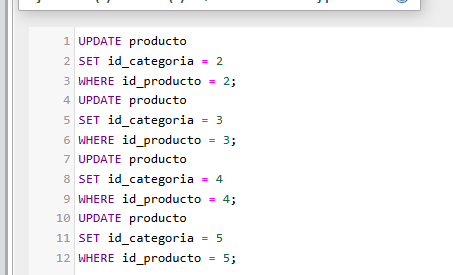 1 UPDATE producto
2 SET id_categoria = 2
3 WHERE id_producto = 2;
4 UPDATE producto
5 SET id_categoria = 3
6 WHERE id_producto = 3;
7 UPDATE producto
8 SET id_categoria = 4
9 WHERE id_producto = 4;
10 UPDATE producto
11 SET id_categoria = 5
12 WHERE id_producto = 5;